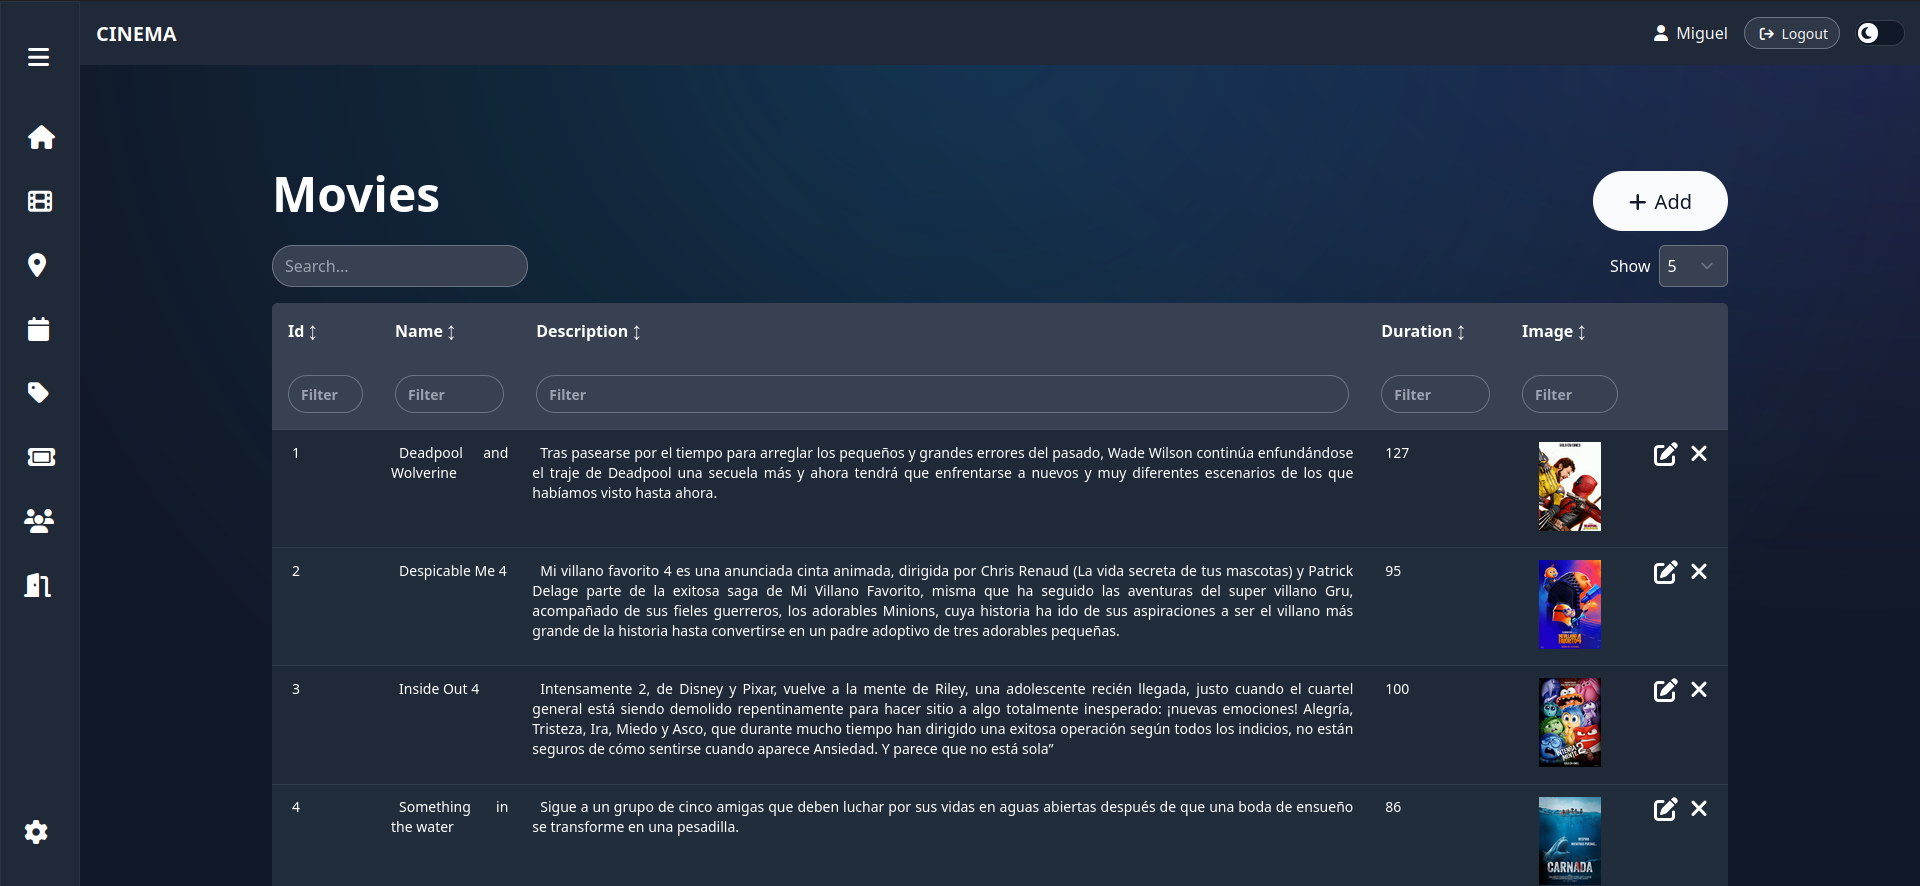 CINEMA
Miguel
Logout
Movies
+ Add
Search...
Show 5
Id Name Description Duration Image
Filter Filter Filter Filter Filter
1
Deadpool and
Wolverine
Tras pasearse por el tiempo para arreglar los pequeños y grandes errores del pasado, Wade Wilson continúa enfundándose
el traje de Deadpool una secuela más y ahora tendrá que enfrentarse a nuevos y muy diferentes escenarios de los que
habíamos visto hasta ahora.
127
2
Despicable Me 4
Mi villano favorito 4 es una anunciada cinta animada, dirigida por Chris Renaud (La vida secreta de tus mascotas) y Patrick
Delage parte de la exitosa saga de Mi Villano Favorito, misma que ha seguido las aventuras del super villano Gru,
acompañado de sus fieles guerreros, los adorables Minions, cuya historia ha ido de sus aspiraciones a ser el villano más
grande de la historia hasta convertirse en un padre adoptivo de tres adorables pequeñas.
95
3
Inside Out 4
Intensamente 2, de Disney y Pixar, vuelve a la mente de Riley, una adolescente recién llegada, justo cuando el cuartel
general está siendo demolido repentinamente para hacer sitio a algo totalmente inesperado: ¡nuevas emociones! Alegría,
Tristeza, Ira, Miedo y Asco, que durante mucho tiempo han dirigido una exitosa operación según todos los indicios, no están
seguros de cómo sentirse cuando aparece Ansiedad. Y parece que no está sola”
100
4
Something in
the water
Sigue a un grupo de cinco amigas que deben luchar por sus vidas en aguas abiertas después de que una boda de ensueño
se transforme en una pesadilla.
86
CARNADA